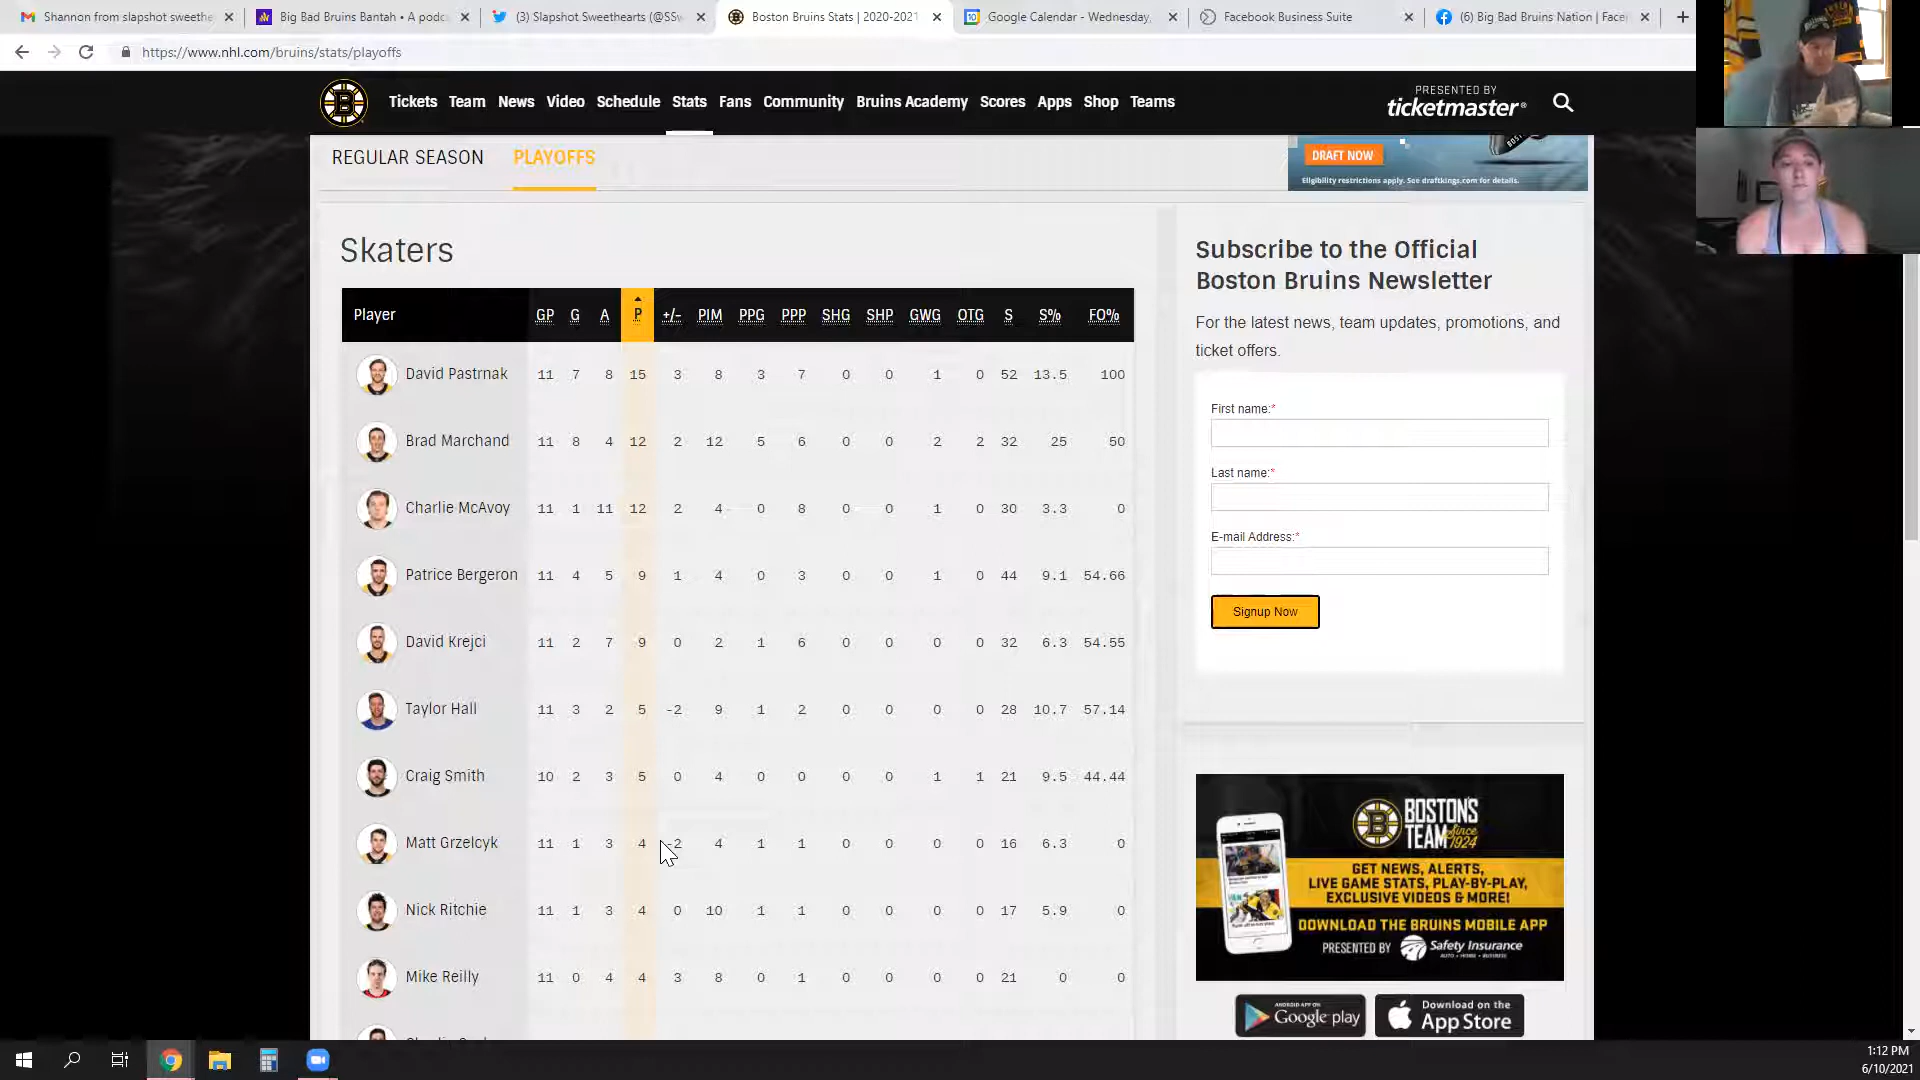 Shannon from slapshot sweethe
Big Bad Bruins Bantah • A podca
(3) Slapshot Sweethearts (@SSw
Boston Bruins Stats | 2020-2021
Google Calendar - Wednesday,
Facebook Business Suite
(6) Big Bad Bruins Nation | Face
https://www.nhl.com/bruins/stats/playoffs
Tickets Team News Video Schedule Stats Fans Community Bruins Academy Scores Apps Shop Teams
PRESENTED BY
ticketmaster®
REGULAR SEASON PLAYOFFS
DRAFT NOW
Eligibility restrictions apply. See draftkings.com for details.
Skaters
Player GP G A P +/- PIM PPG PPP SHG SHP GWG OTG S S% FO%
David Pastrnak 11 7 8 15 3 8 3 7 0 0 1 0 52 13.5 100
Brad Marchand 11 8 4 12 2 12 5 6 0 0 2 2 32 25 50
Charlie McAvoy 11 1 11 12 2 4 0 8 0 0 1 0 30 3.3 0
Patrice Bergeron 11 4 5 9 1 4 0 3 0 0 1 0 44 9.1 54.66
David Krejci 11 2 7 9 0 2 1 6 0 0 0 0 32 6.3 54.55
Taylor Hall 11 3 2 5 -2 9 1 2 0 0 0 0 28 10.7 57.14
Craig Smith 10 2 3 5 0 4 0 0 0 0 1 1 21 9.5 44.44
Matt Grzelcyk 11 1 3 4 -2 4 1 1 0 0 0 0 16 6.3 0
Nick Ritchie 11 1 3 4 0 10 1 1 0 0 0 0 17 5.9 0
Mike Reilly 11 0 4 4 3 8 0 1 0 0 0 0 21 0 0
Subscribe to the Official
Boston Bruins Newsletter
For the latest news, team updates, promotions, and
ticket offers.
First name:*
Last name:*
E-mail Address:*
Signup Now
BOSTON'S
TEAM Since
1924
GET NEWS, ALERTS,
LIVE GAME STATS, PLAY-BY-PLAY,
EXCLUSIVE VIDEOS & MORE!
DOWNLOAD THE BRUINS MOBILE APP
PRESENTED BY Safety Insurance
AUTO • HOME • BUSINESS
ANDROID APP ON
Google play
Download on the
App Store
1:12 PM
6/10/2021